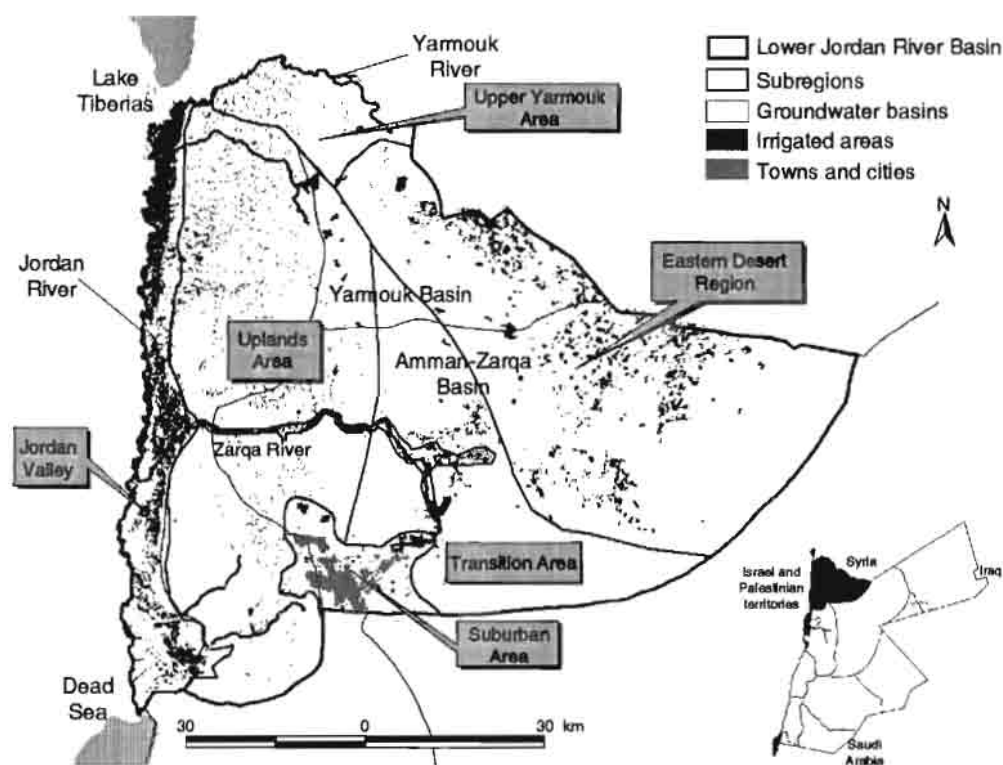 Yarmouk
River
Lake
Tiberias
Upper Yarmouk
Area
Lower Jordan River Basin
Subregions
Groundwater basins
Irrigated areas
Towns and cities
N
Jordan
River
Eastern Desert
Region
Yarmouk Basin
Uplands
Area
Amman-Zarqa
Basin
Zarqa River
Jordan
Valley
Transition Area
Suburban
Area
Dead
Sea
30
0
30 km
Syria
Israel and
Palestinian
territories
Iraq
Saudi
Arabia